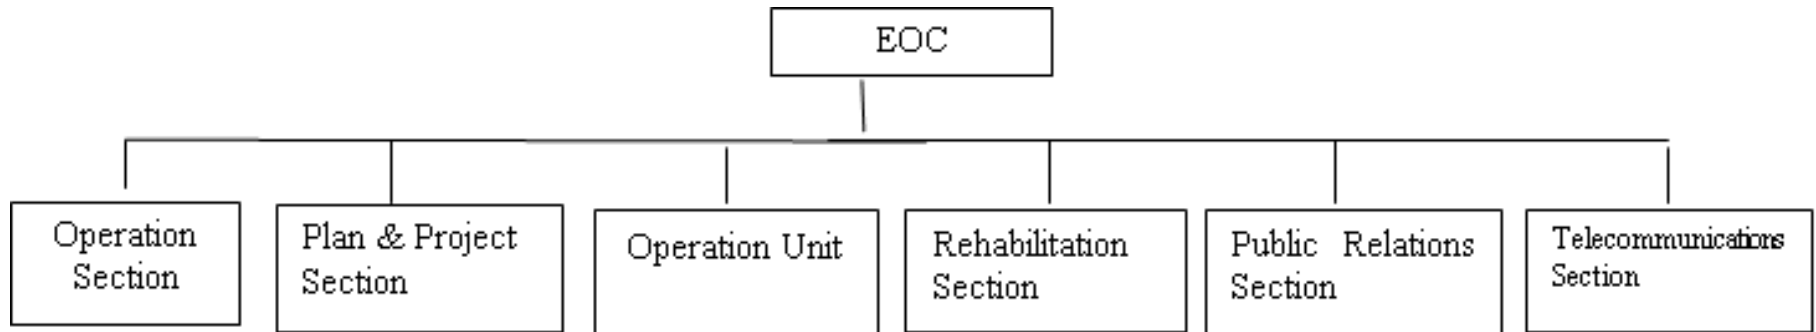 EOC
Operation
Section
Plan & Project
Section
Operation Unit
Rehabilitation
Section
Public Relations
Section
Telecommunications
Section